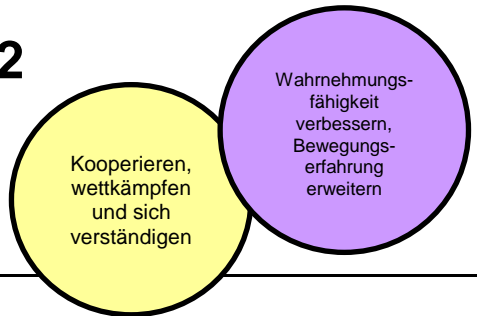 2
Wahrnehmungs-
fähigkeit
verbessern,
Bewegungs-
erfahrung
erweitern
Kooperieren,
wettkämpfen
und sich
verständigen